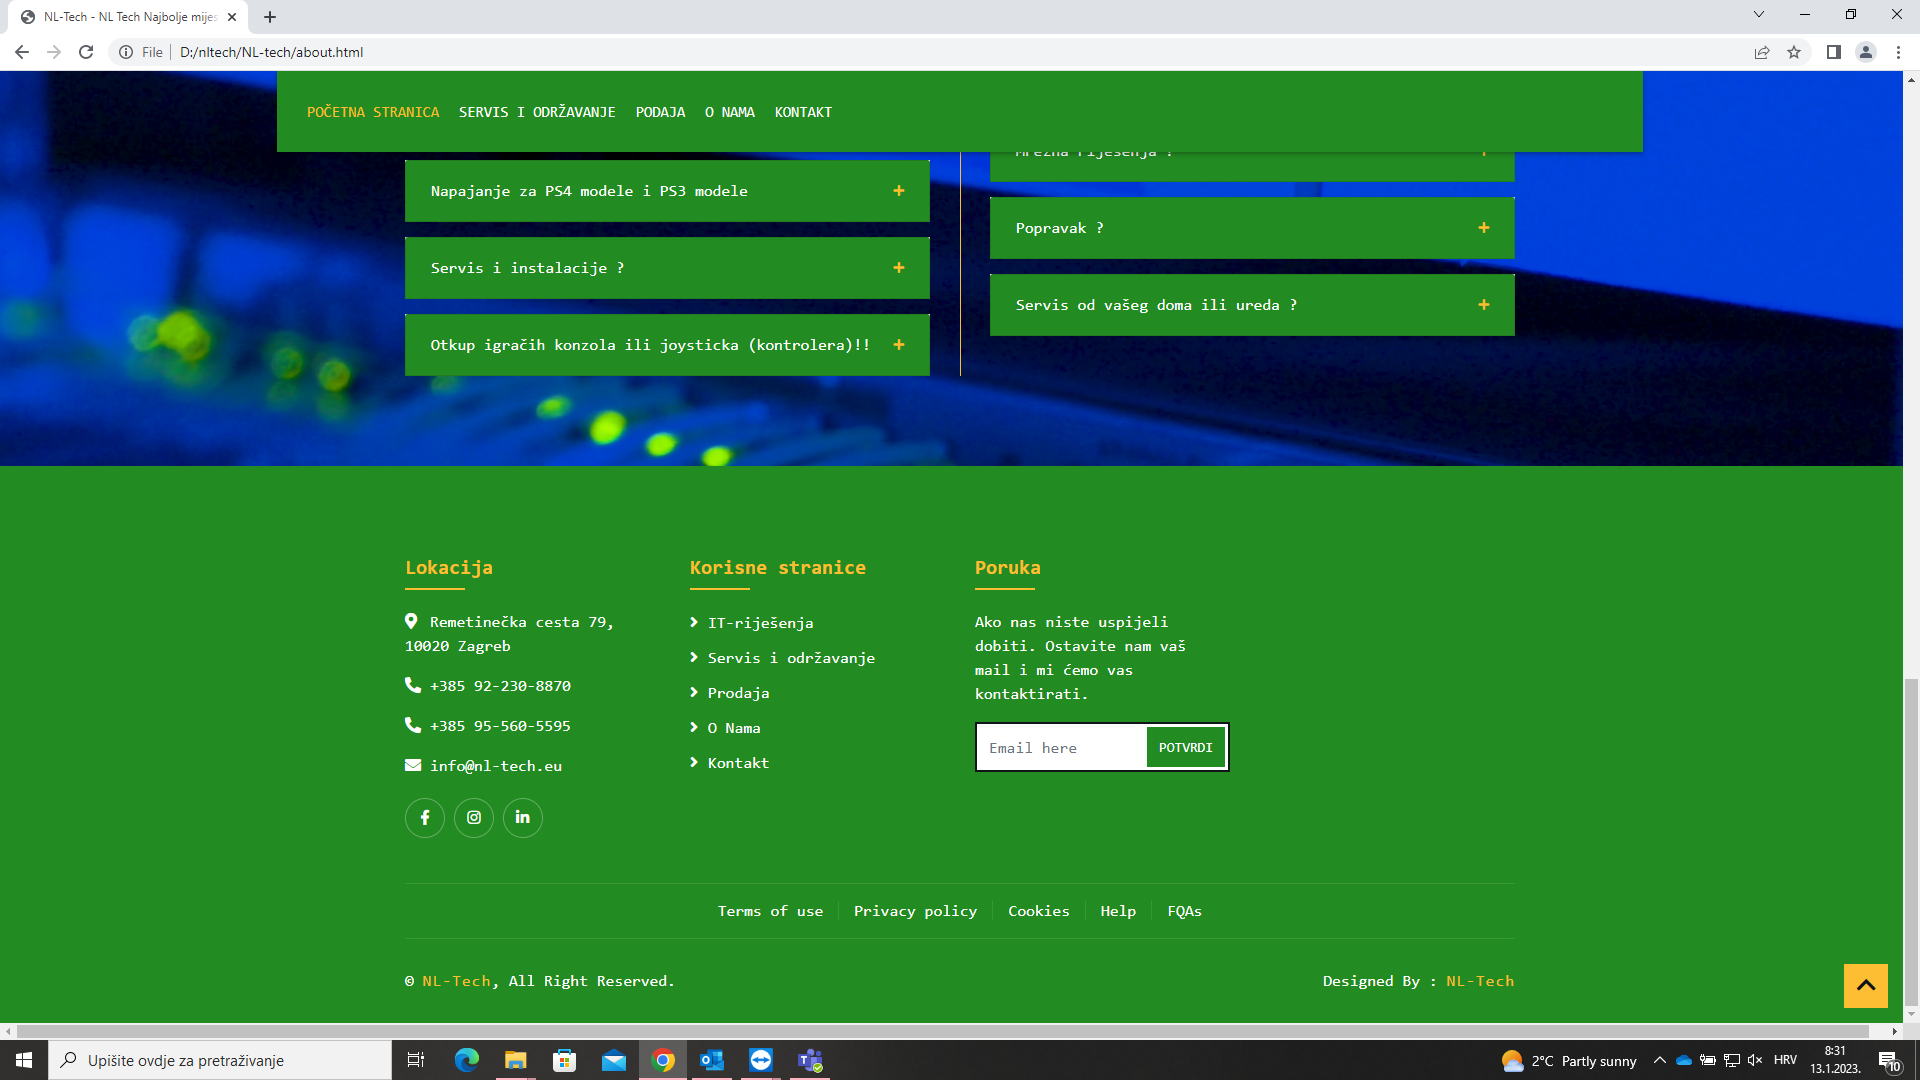 NL-Tech - NL Tech Najbolje mijes
File
D:/nltech/NL-tech/about.html
POČETNA STRANICA SERVIS I ODRŽAVANJE PODAJA O NAMA KONTAKT
Mrežna riješenja ? +
Napajanje za PS4 modele i PS3 modele +
Popravak ? +
Servis i instalacije ? +
Servis od vašeg doma ili ureda ? +
Otkup igračih konzola ili joysticka (kontrolera)!! +
Lokacija
Remetinečka cesta 79,
10020 Zagreb
+385 92-230-8870
+385 95-560-5595
info@nl-tech.eu
Korisne stranice
IT-riješenja
Servis i održavanje
Prodaja
O Nama
Kontakt
Poruka
Ako nas niste uspijeli
dobiti. Ostavite nam vaš
mail i mi ćemo vas
kontaktirati.
Email here POTVRDI
Terms of use Privacy policy Cookies Help FQAs
© NL-Tech, All Right Reserved.
Designed By : NL-Tech
Upišite ovdje za pretraživanje
2°C Partly sunny
HRV
8:31
13.1.2023.
10